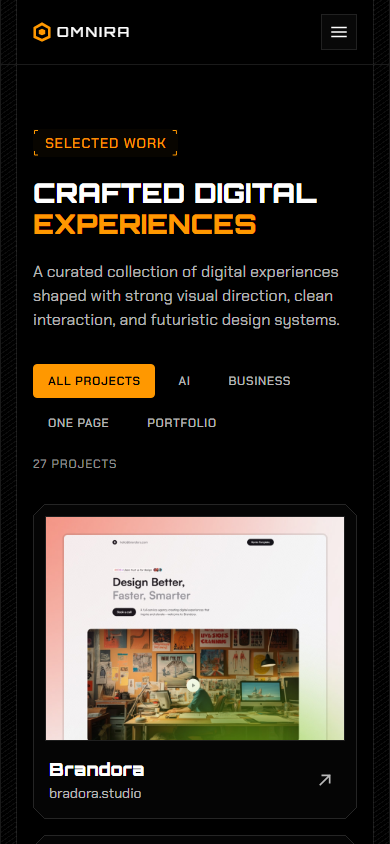 OMNIRA
SELECTED WORK
CRAFTED DIGITAL
EXPERIENCES
A curated collection of digital experiences
shaped with strong visual direction, clean
interaction, and futuristic design systems.
ALL PROJECTS
AI
BUSINESS
ONE PAGE
PORTFOLIO
27 PROJECTS
Design Better,
Faster, Smarter
Brandora
bradora.studio